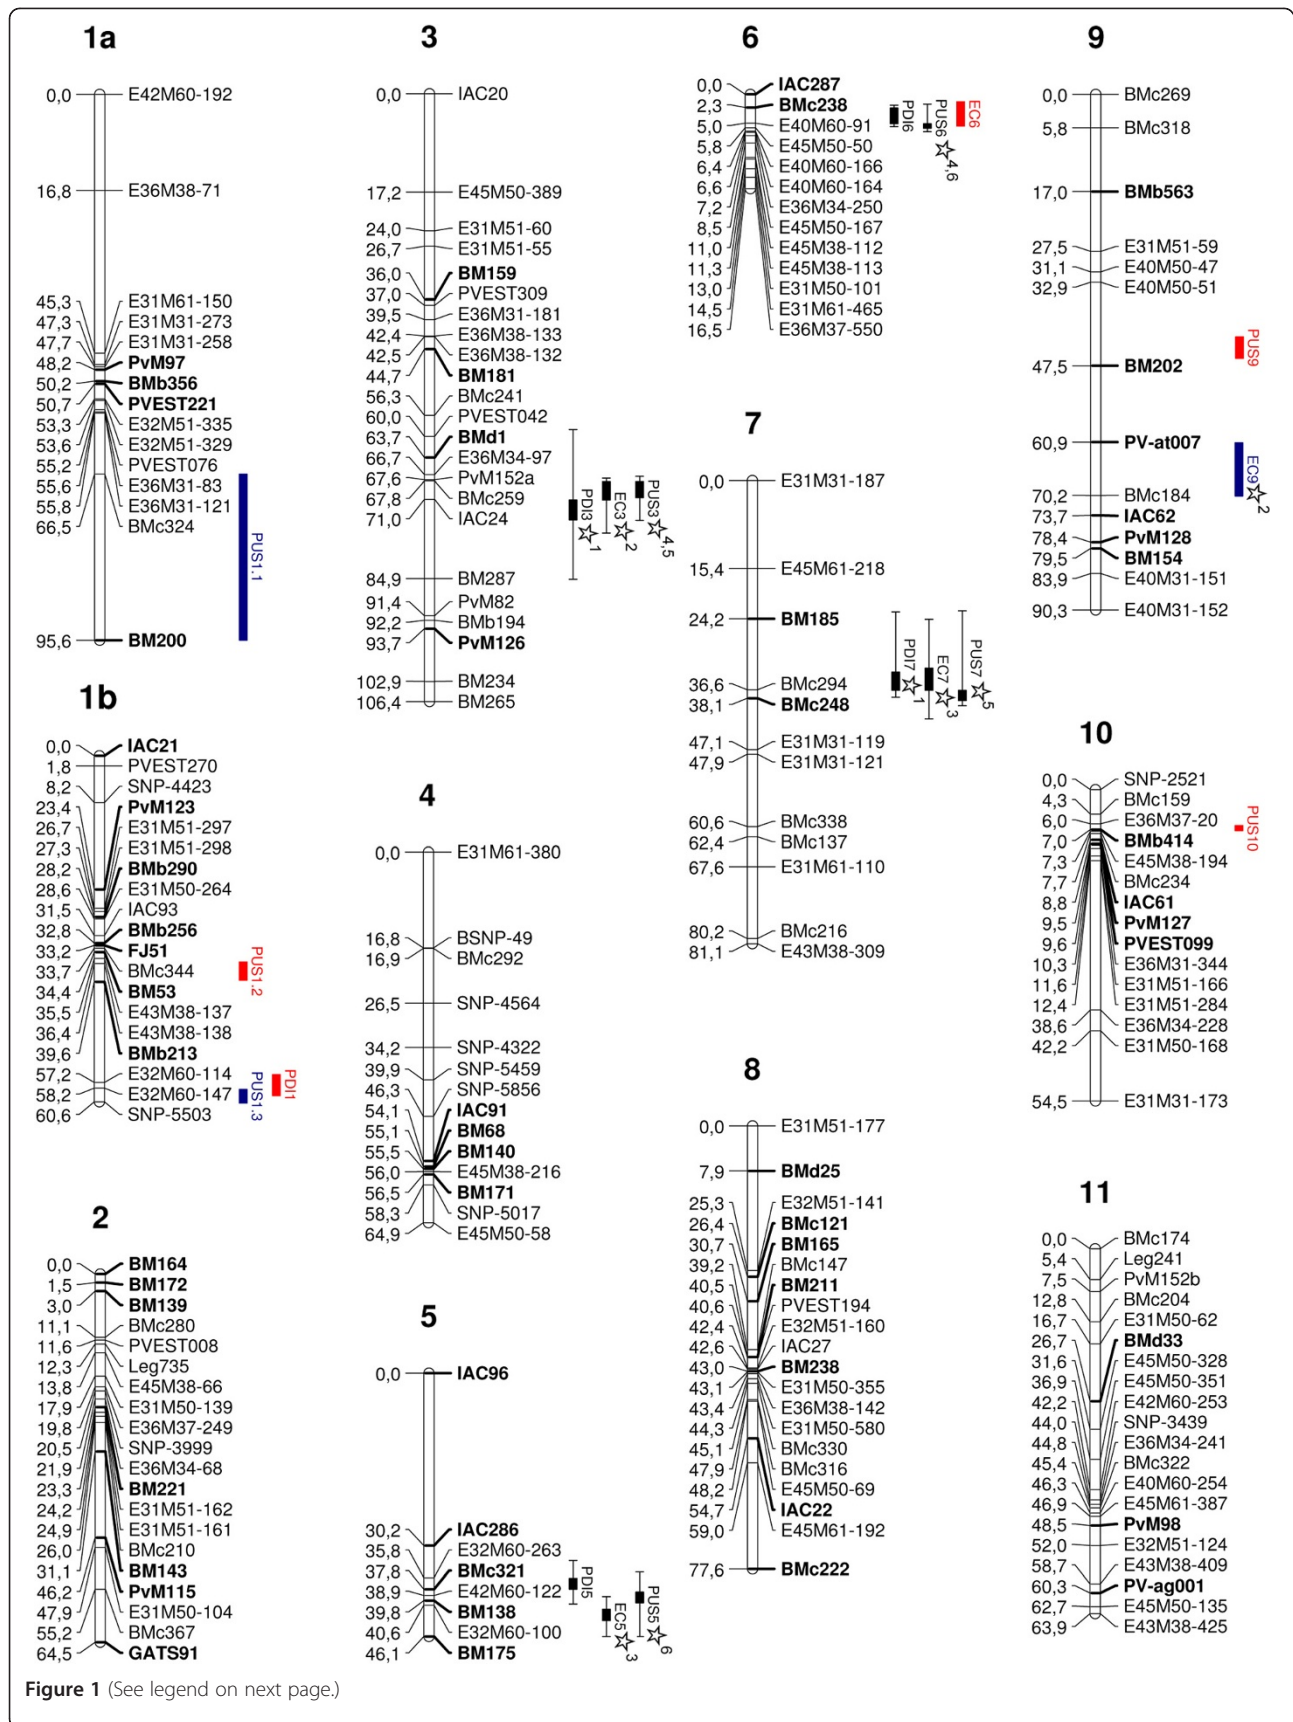 1a
0,0 E42M60-192
16,8 E36M38-71
45,3 E31M61-150
47,3 E31M31-273
47,7 E31M31-258
48,2 PvM97
50,2 BMb356
50,7 PVEST221
53,3 E32M51-335
53,6 E32M51-329
55,2 PVEST076
55,6 E36M31-83
55,8 E36M31-121
66,5 BMc324
95,6 BM200
PUS1.1
1b
0,0 IAC21
1,8 PVEST270
8,2 SNP-4423
23,4 PvM123
26,7 E31M51-297
27,3 E31M51-298
28,2 BMb290
28,6 E31M50-264
31,5 IAC93
32,8 BMb256
33,2 FJ51
33,7 BMc344
34,4 BM53
35,5 E43M38-137
36,4 E43M38-138
39,6 BMb213
57,2 E32M60-114
58,2 E32M60-147
60,6 SNP-5503
PUS1.2
PUS1.3
PDI1
2
0,0 BM164
1,5 BM172
3,0 BM139
11,1 BMc280
11,6 PVEST008
12,3 Leg735
13,8 E45M38-66
17,9 E31M50-139
19,8 E36M37-249
20,5 SNP-3999
21,9 E36M34-68
23,3 BM221
24,2 E31M51-162
24,9 E31M51-161
26,0 BMc210
31,1 BM143
46,2 PvM115
47,9 E31M50-104
55,2 BMc367
64,5 GATS91
3
0,0 IAC20
17,2 E45M50-389
24,0 E31M51-60
26,7 E31M51-55
36,0 BM159
37,0 PVEST309
39,5 E36M31-181
42,4 E36M38-133
42,5 E36M38-132
44,7 BM181
56,3 BMc241
60,0 PVEST042
63,7 BMd1
66,7 E36M34-97
67,6 PvM152a
67,8 BMc259
71,0 IAC24
84,9 BM287
91,4 PvM82
92,2 BMb194
93,7 PvM126
102,9 BM234
106,4 BM265
PDI3 ☆1
EC3 ☆2
PUS3 ☆4,5
4
0,0 E31M61-380
16,8 BSNP-49
16,9 BMc292
26,5 SNP-4564
34,2 SNP-4322
39,9 SNP-5459
46,3 SNP-5856
54,1 IAC91
55,1 BM68
55,5 BM140
56,0 E45M38-216
56,5 BM171
58,3 SNP-5017
64,9 E45M50-58
5
0,0 IAC96
30,2 IAC286
35,8 E32M60-263
37,8 BMc321
38,9 E42M60-122
39,8 BM138
40,6 E32M60-100
46,1 BM175
PDI5
EC5 ☆3
PUS5 ☆6
6
0,0 IAC287
2,3 BMc238
5,0 E40M60-91
5,8 E45M50-50
6,4 E40M60-166
6,6 E40M60-164
7,2 E36M34-250
8,5 E45M50-167
11,0 E45M38-112
11,3 E45M38-113
13,0 E31M50-101
14,5 E31M61-465
16,5 E36M37-550
PDI6
PUS6 ☆4,6
EC6
7
0,0 E31M31-187
15,4 E45M61-218
24,2 BM185
36,6 BMc294
38,1 BMc248
47,1 E31M31-119
47,9 E31M31-121
60,6 BMc338
62,4 BMc137
67,6 E31M61-110
80,2 BMc216
81,1 E43M38-309
PDI7 ☆1
EC7 ☆3
PUS7 ☆5
8
0,0 E31M51-177
7,9 BMd25
25,3 E32M51-141
26,4 BMc121
30,7 BM165
39,2 BMc147
40,5 BM211
40,6 PVEST194
42,4 E32M51-160
42,6 IAC27
43,0 BM238
43,1 E31M50-355
43,4 E36M38-142
44,3 E31M50-580
45,1 BMc330
47,9 BMc316
48,2 E45M50-69
54,7 IAC22
59,0 E45M61-192
77,6 BMc222
9
0,0 BMc269
5,8 BMc318
17,0 BMb563
27,5 E31M51-59
31,1 E40M50-47
32,9 E40M50-51
47,5 BM202
60,9 PV-at007
70,2 BMc184
73,7 IAC62
78,4 PvM128
79,5 BM154
83,9 E40M31-151
90,3 E40M31-152
PUS9
EC9 ☆2
10
0,0 SNP-2521
4,3 BMc159
6,0 E36M37-20
7,0 BMb414
7,3 E45M38-194
7,7 BMc234
8,8 IAC61
9,5 PvM127
9,6 PVEST099
10,3 E36M31-344
11,6 E31M51-166
12,4 E31M51-284
38,6 E36M34-228
42,2 E31M50-168
54,5 E31M31-173
PUS10
11
0,0 BMc174
5,4 Leg241
7,5 PvM152b
12,8 BMc204
16,7 E31M50-62
26,7 BMd33
31,6 E45M50-328
36,9 E45M50-351
42,2 E42M60-253
44,0 SNP-3439
44,8 E36M34-241
45,4 BMc322
46,3 E40M60-254
46,9 E45M61-387
48,5 PvM98
52,0 E32M51-124
58,7 E43M38-409
60,3 PV-ag001
62,7 E45M50-135
63,9 E43M38-425
Figure 1 (See legend on next page.)